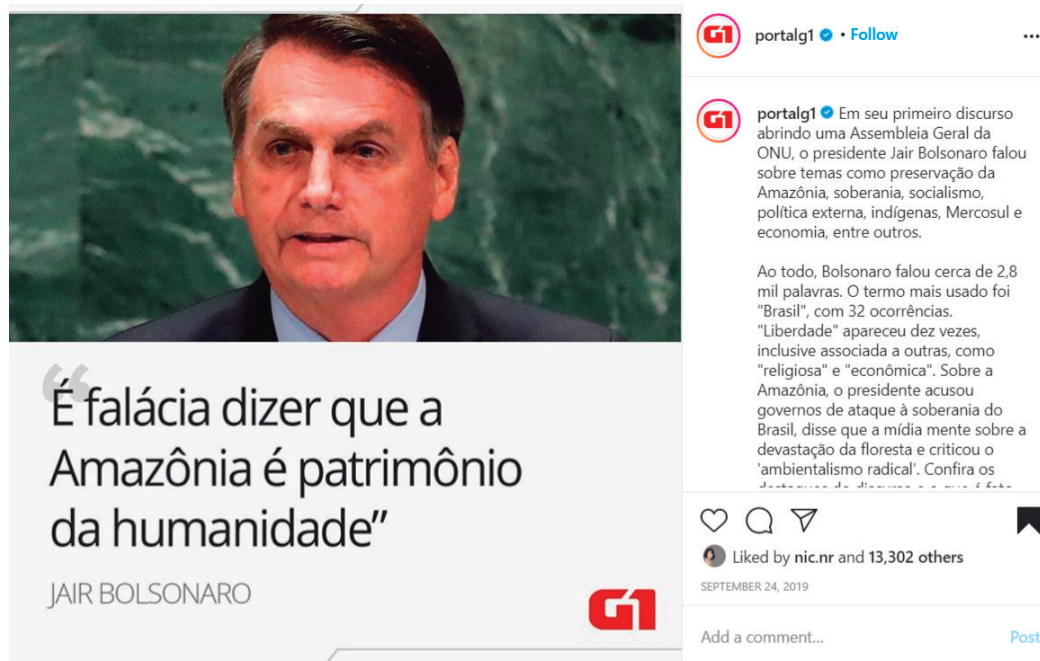 “
É falácia dizer que a
Amazônia é patrimônio
da humanidade”
JAIR BOLSONARO
G1
G1
portalg1 • Follow
G1
portalg1 Em seu primeiro discurso
abrindo uma Assembleia Geral da
ONU, o presidente Jair Bolsonaro falou
sobre temas como preservação da
Amazônia, soberania, socialismo,
política externa, indígenas, Mercosul e
economia, entre outros.
Ao todo, Bolsonaro falou cerca de 2,8
mil palavras. O termo mais usado foi
"Brasil", com 32 ocorrências.
"Liberdade" apareceu dez vezes,
inclusive associada a outras, como
"religiosa" e "econômica". Sobre a
Amazônia, o presidente acusou
governos de ataque à soberania do
Brasil, disse que a mídia mente sobre a
devastação da floresta e criticou o
'ambientalismo radical'. Confira os
Liked by nic.nr and 13,302 others
SEPTEMBER 24, 2019
Add a comment...
Post